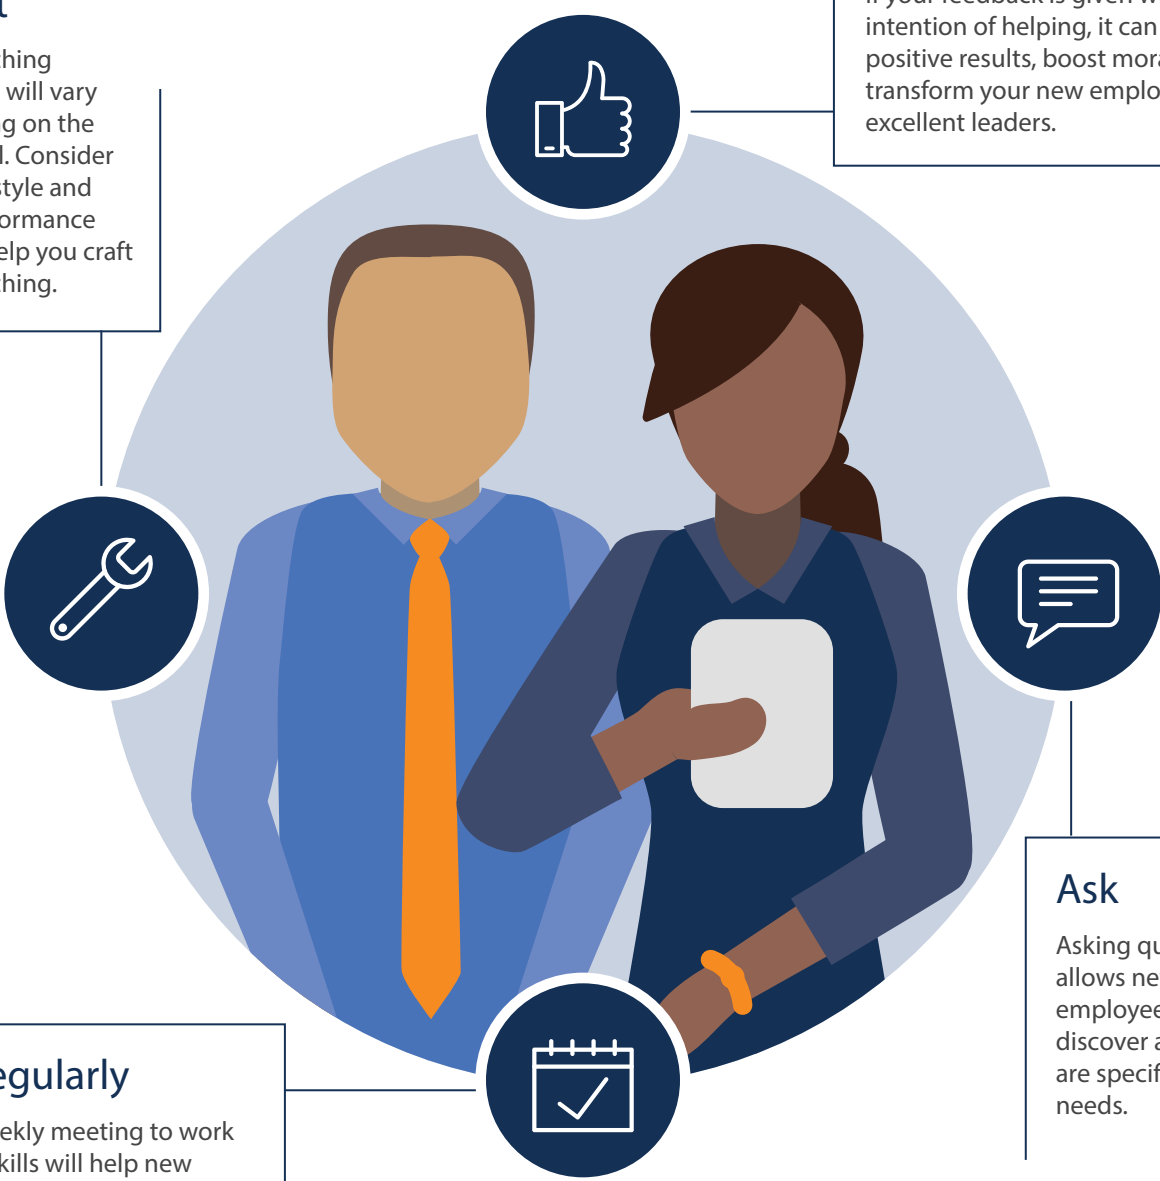 t
hing
will vary
g on the
l. Consider
style and
ormance
elp you craft
hing.
intention of helping, it can
positive results, boost mora
transform your new emplo
excellent leaders.
Ask
Asking qu
allows ne
employee
discover a
are specif
needs.
egularly
ekly meeting to work
kills will help new